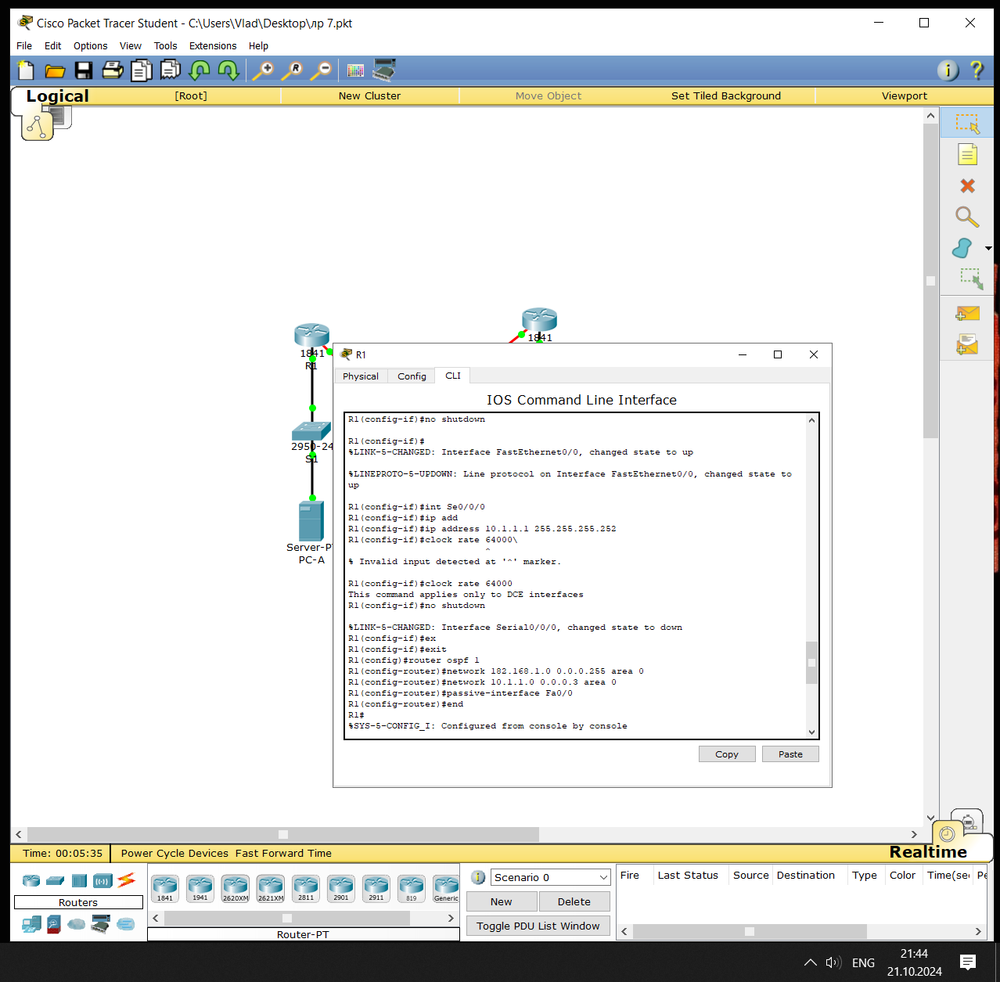 Cisco Packet Tracer Student - C:\Users\Vlad\Desktop\лр 7.pkt
File Edit Options View Tools Extensions Help
Logical [Root] New Cluster Move Object Set Tiled Background Viewport
1841
R1
1841
2950-24
S1
Server-P
PC-A
R1
Physical Config CLI
IOS Command Line Interface
R1(config-if)#no shutdown
R1(config-if)#
%LINK-5-CHANGED: Interface FastEthernet0/0, changed state to up
%LINEPROTO-5-UPDOWN: Line protocol on Interface FastEthernet0/0, changed state to
up
R1(config-if)#int Se0/0/0
R1(config-if)#ip add
R1(config-if)#ip address 10.1.1.1 255.255.255.252
R1(config-if)#clock rate 64000\
^
% Invalid input detected at '^' marker.
R1(config-if)#clock rate 64000
This command applies only to DCE interfaces
R1(config-if)#no shutdown
%LINK-5-CHANGED: Interface Serial0/0/0, changed state to down
R1(config-if)#ex
R1(config-if)#exit
R1(config)#router ospf 1
R1(config-router)#network 182.168.1.0 0.0.0.255 area 0
R1(config-router)#network 10.1.1.0 0.0.0.3 area 0
R1(config-router)#passive-interface Fa0/0
R1(config-router)#end
R1#
%SYS-5-CONFIG_I: Configured from console by console
Copy Paste
Time: 00:05:35 Power Cycle Devices Fast Forward Time Realtime
Routers
1841 1941 2620XM 2621XM 2811 2901 2911 819 Generic
Router-PT
Scenario 0
New Delete
Toggle PDU List Window
Fire Last Status Source Destination Type Color Time(se Pe
ENG
21:44
21.10.2024